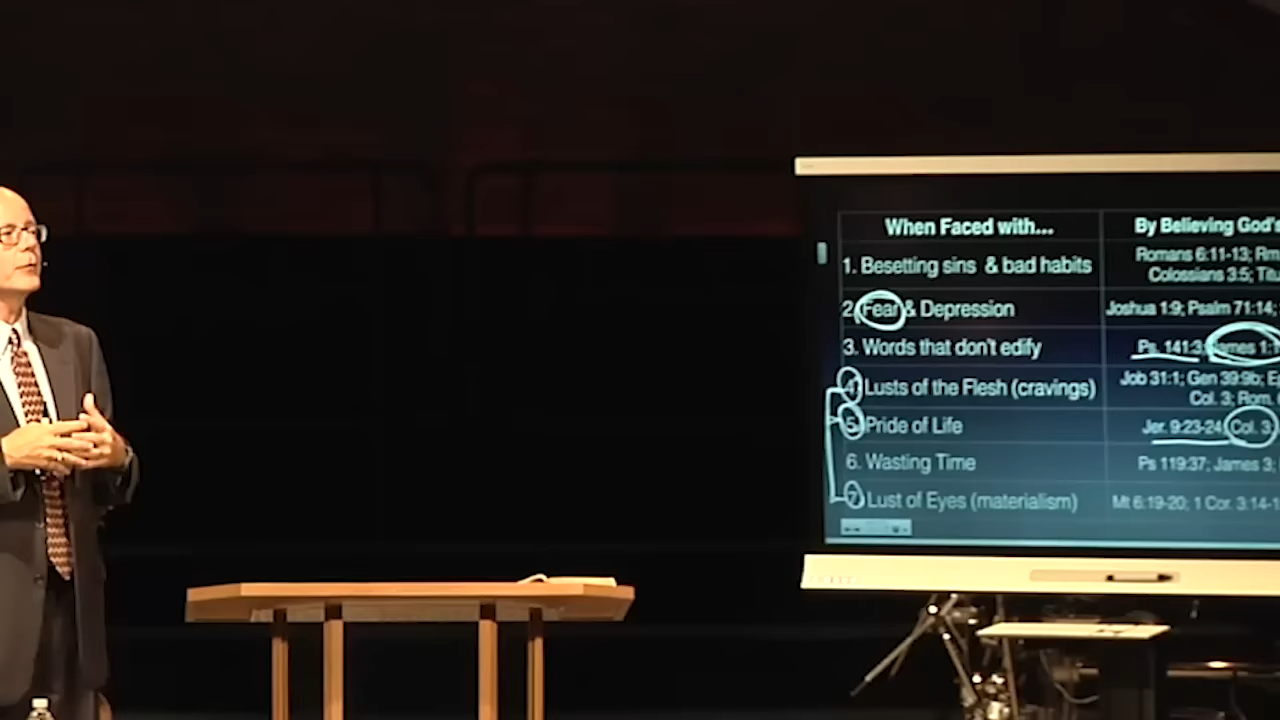 When Faced with... By Believing God's
1. Besetting sins & bad habits Romans 6:11-13;
Colossians 3:5;
2. Fear & Depression Joshua 1:9; Psalm 71:14;
3. Words that don't edify Ps. 141:3; James
4. Lusts of the Flesh (cravings) Job 31:1; Gen 39:9b;
Col. 3; Rom.
5. Pride of Life Jer. 9:23-24; Col. 3;
6. Wasting Time Ps 119:37; James 3;
7. Lust of Eyes (materialism) Mt 6:19-20; 1 Cor. 3:14-